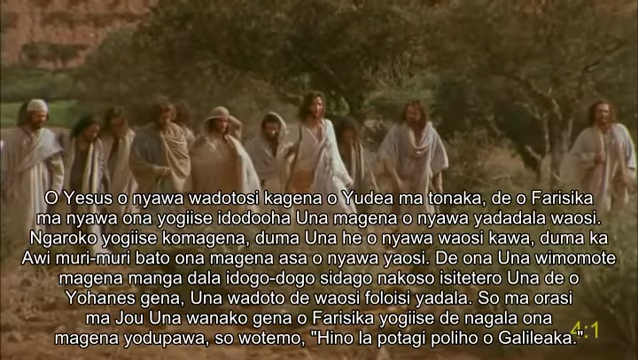 O Yesus o nyawa wadotosi kagena o Yudea ma tonaka, de o Farisika
ma nyawa ona yogiise idodooha Una magena o nyawa yadadala waosi.
Ngaroko yogiise komagena, duma Una he o nyawa waosi kawa, duma ka
Awi muri-muri bato ona magena asa o nyawa yaosi. De ona Una wimomote
magena manga dala idogo-dogo sidago nakoso isitetero Una de o
Yohanes gena, Una wadoto de waosi foloisi yadala. So ma orasi
ma Jou Una wanako gena o Farisika yogiise de nagala ona
magena yodupawa, so wotemo, "Hino la potagi poliho o Galileaka."
4:1